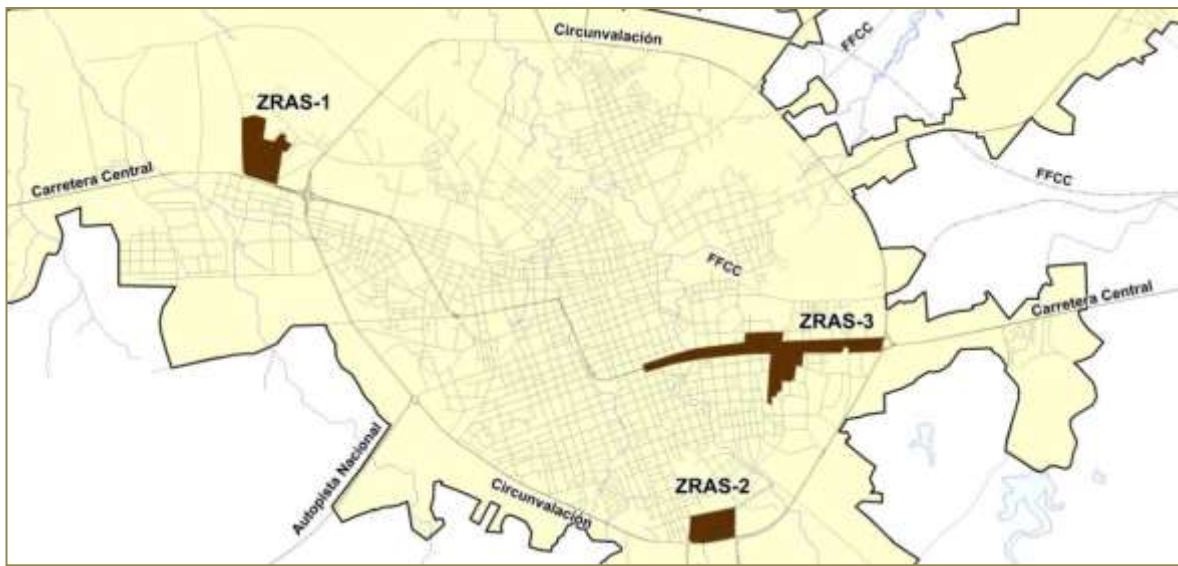 Circunvalación
FFCC
ZRAS-1
Carretera Central
FFCC
FFCC
Carretera Central
ZRAS-3
Autopista Nacional
ZRAS-2
Circunvalación